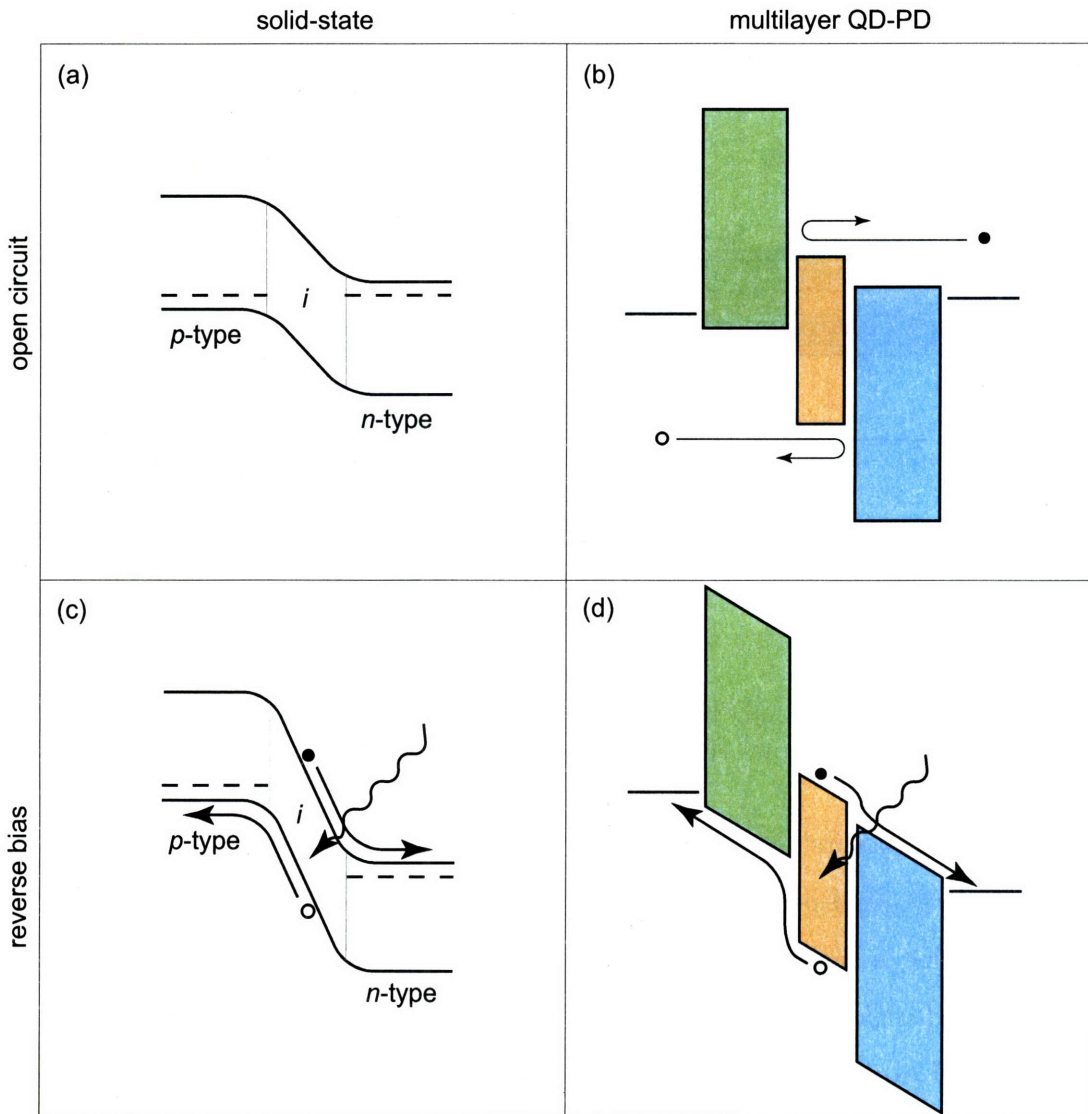 solid-state
multilayer QD-PD
open circuit
(a)
i
p-type
n-type
(b)
reverse bias
(c)
i
p-type
n-type
(d)